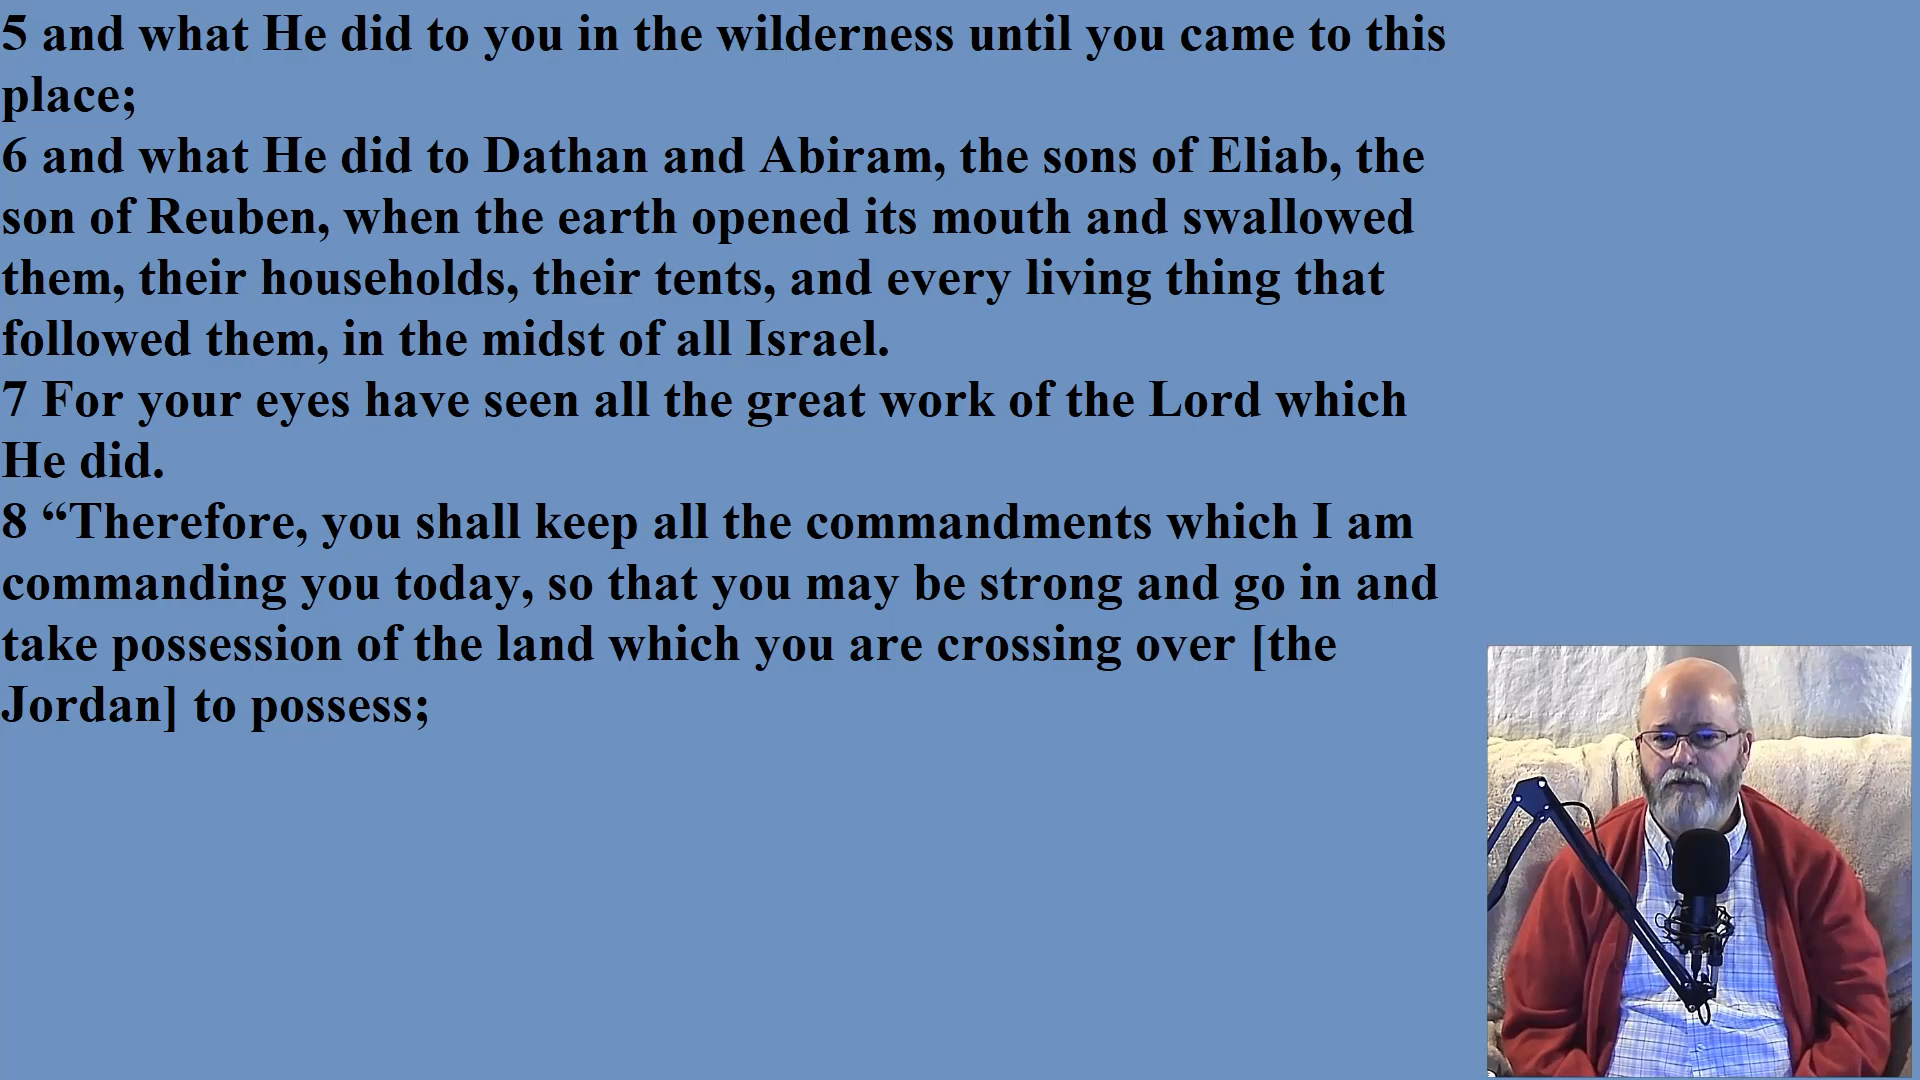 5 and what He did to you in the wilderness until you came to this
place;
6 and what He did to Dathan and Abiram, the sons of Eliab, the
son of Reuben, when the earth opened its mouth and swallowed
them, their households, their tents, and every living thing that
followed them, in the midst of all Israel.
7 For your eyes have seen all the great work of the Lord which
He did.
8 “Therefore, you shall keep all the commandments which I am
commanding you today, so that you may be strong and go in and
take possession of the land which you are crossing over [the
Jordan] to possess;